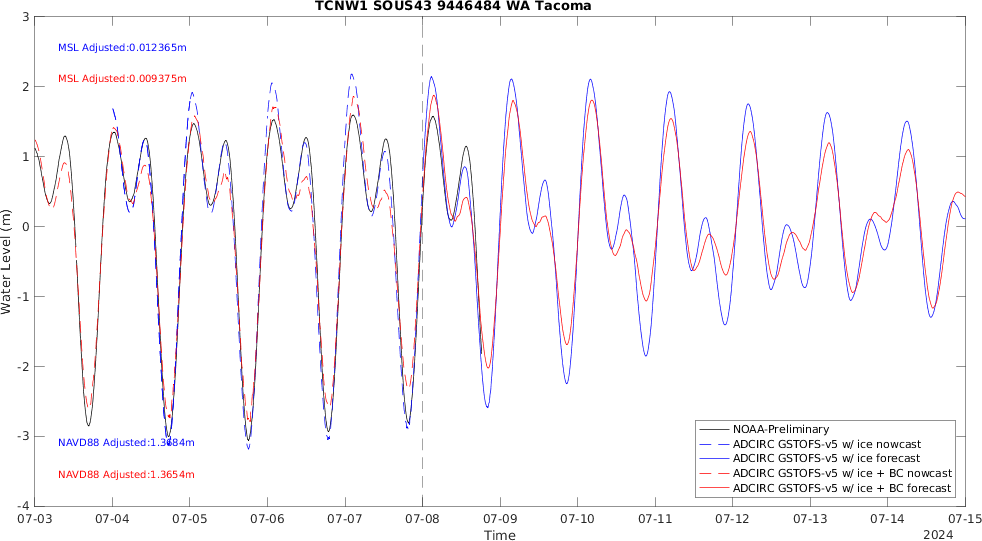 TCNW1 SOUS43 9446484 WA Tacoma
MSL Adjusted:0.012365m
MSL Adjusted:0.009375m
NAVD88 Adjusted:1.3684m
NAVD88 Adjusted:1.3654m
Water Level (m)
3
2
1
0
-1
-2
-3
-4
NOAA-Preliminary
ADCIRC GSTOFS-v5 w/ ice nowcast
ADCIRC GSTOFS-v5 w/ ice forecast
ADCIRC GSTOFS-v5 w/ ice + BC nowcast
ADCIRC GSTOFS-v5 w/ ice + BC forecast
07-03 07-04 07-05 07-06 07-07 07-08 07-09 07-10 07-11 07-12 07-13 07-14 07-15
Time
2024